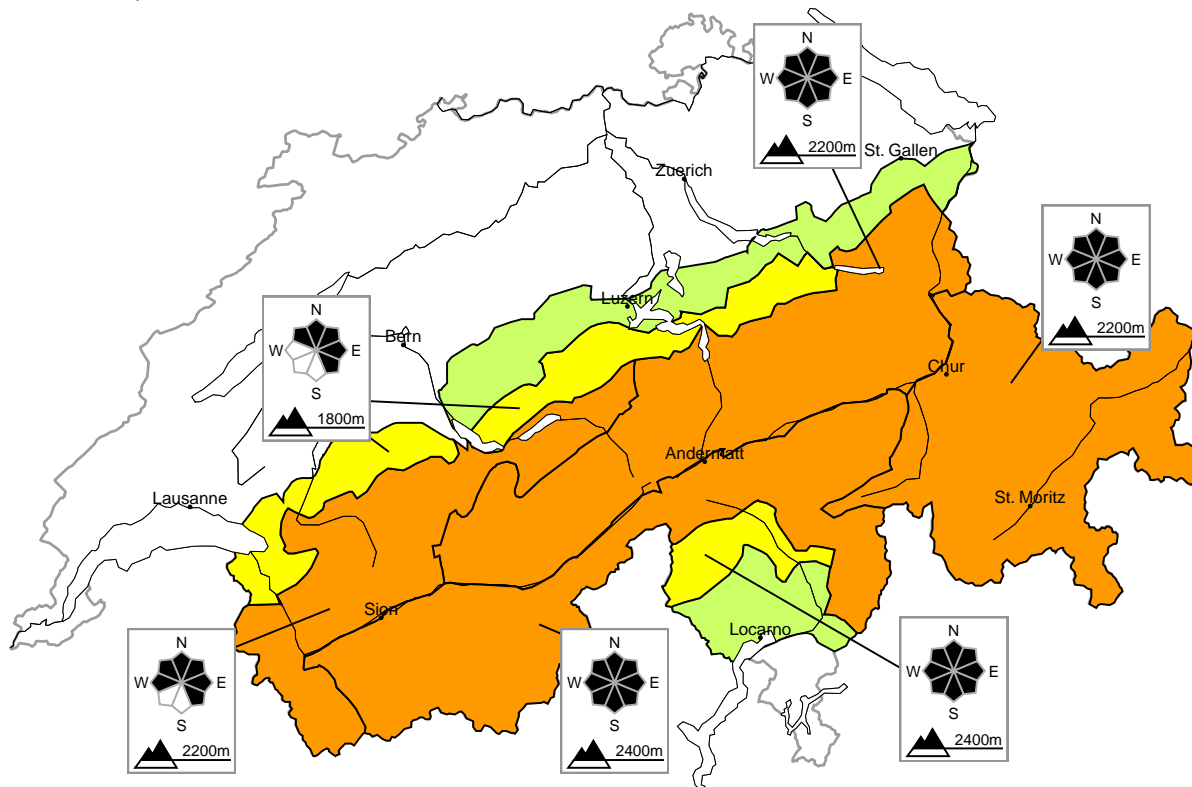 N
W E
S
2200m
St. Gallen
Zuerich
N
W E
S
2200m
Luzern
N
W E
S
1800m
Bern
Chur
Andermatt
Lausanne
St. Moritz
Sion
Locarno
N
W E
S
2200m
N
W E
S
2400m
N
W E
S
2400m